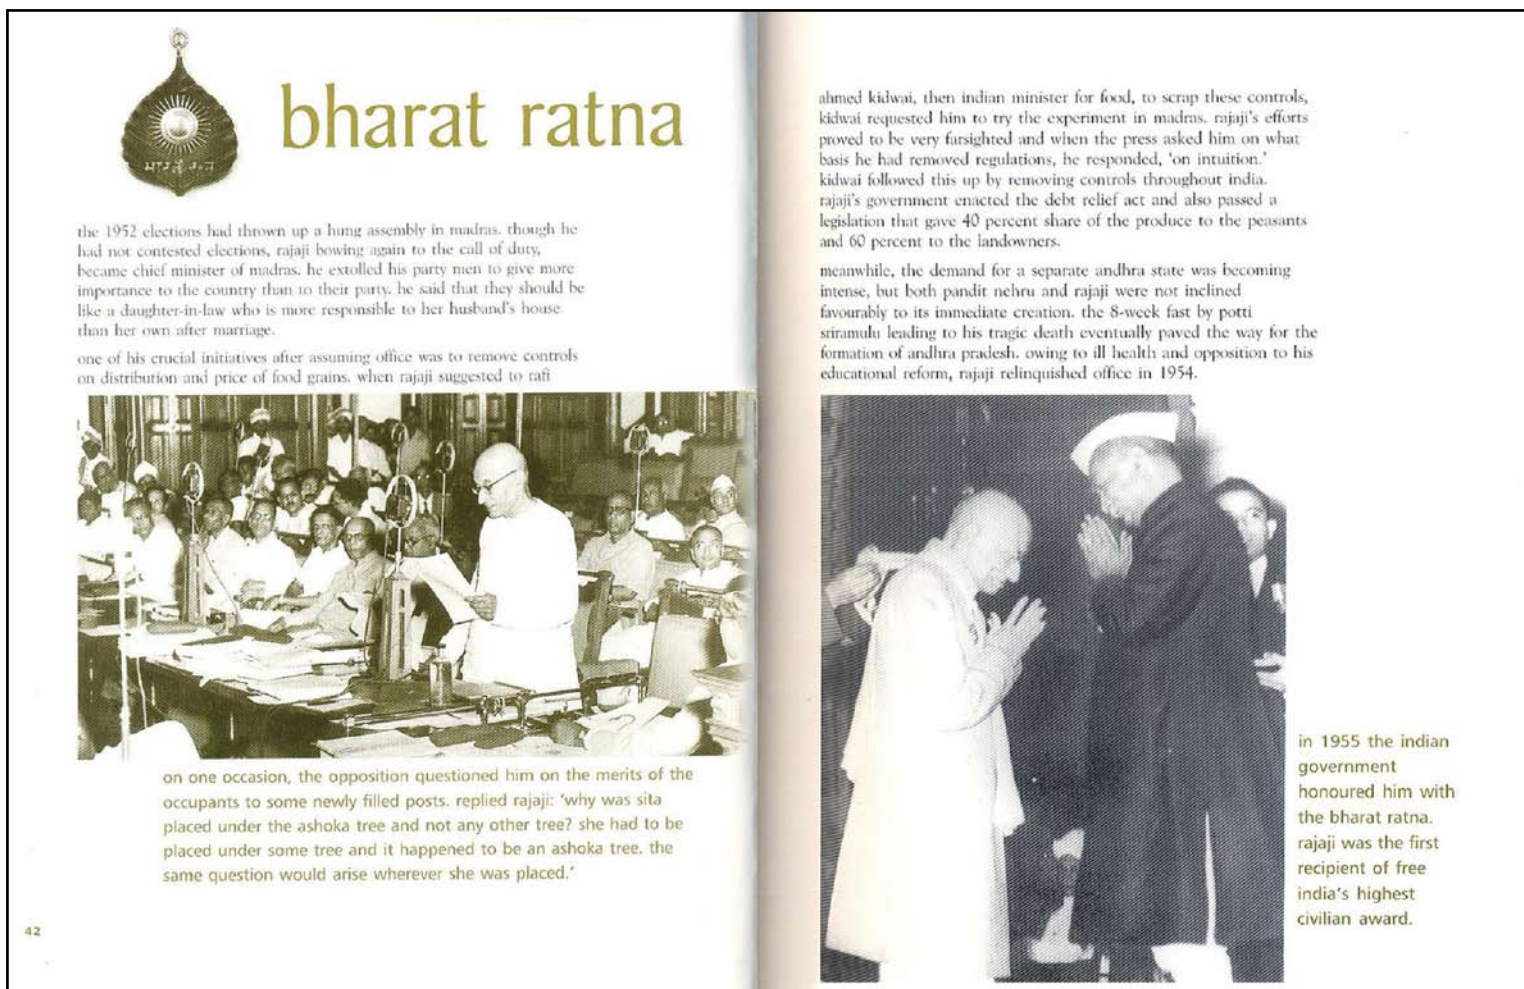 bharat ratna
the 1952 elections had thrown up a hung assembly in madras. though he
had not contested elections, rajaji bowing again to the call of duty,
became chief minister of madras. he extolled his party men to give more
importance to the country than to their party. he said that they should be
like a daughter-in-law who is more responsible to her husband's house
than her own after marriage.
one of his crucial initiatives after assuming office was to remove controls
on distribution and price of food grains. when rajaji suggested to rafi
on one occasion, the opposition questioned him on the merits of the
occupants to some newly filled posts. replied rajaji: 'why was sita
placed under the ashoka tree and not any other tree? she had to be
placed under some tree and it happened to be an ashoka tree. the
same question would arise wherever she was placed.'
42
ahmed kidwai, then indian minister for food, to scrap these controls,
kidwai requested him to try the experiment in madras. rajaji's efforts
proved to be very farsighted and when the press asked him on what
basis he had removed regulations, he responded, 'on intuition.'
kidwai followed this up by removing controls throughout india.
rajaji's government enacted the debt relief act and also passed a
legislation that gave 40 percent share of the produce to the peasants
and 60 percent to the landowners.
meanwhile, the demand for a separate andhra state was becoming
intense, but both pandit nehru and rajaji were not inclined
favourably to its immediate creation. the 8-week fast by potti
sriramulu leading to his tragic death eventually paved the way for the
formation of andhra pradesh. owing to ill health and opposition to his
educational reform, rajaji relinquished office in 1954.
in 1955 the indian
government
honoured him with
the bharat ratna.
rajaji was the first
recipient of free
india's highest
civilian award.